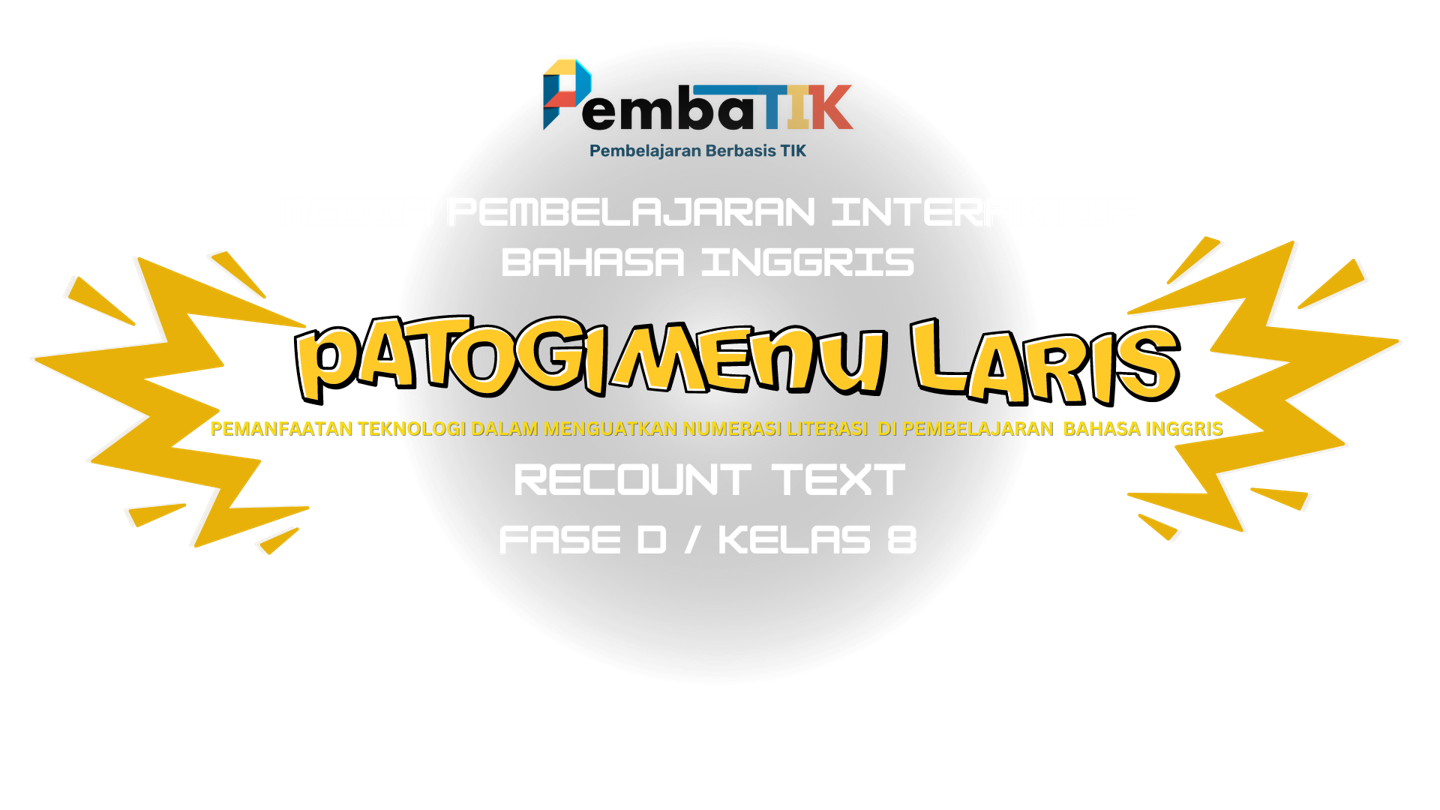 PembaTIK
Pembelajaran Berbasis TIK
PEMBELAJARAN
BAHASA INGGRIS
PATOGIMENU LARIS
PEMANFAATAN TEKNOLOGI DALAM MENGUATKAN NUMERASI LITERASI DI PEMBELAJARAN BAHASA INGGRIS
RECOUNT TEXT
FASE D / KELAS 8